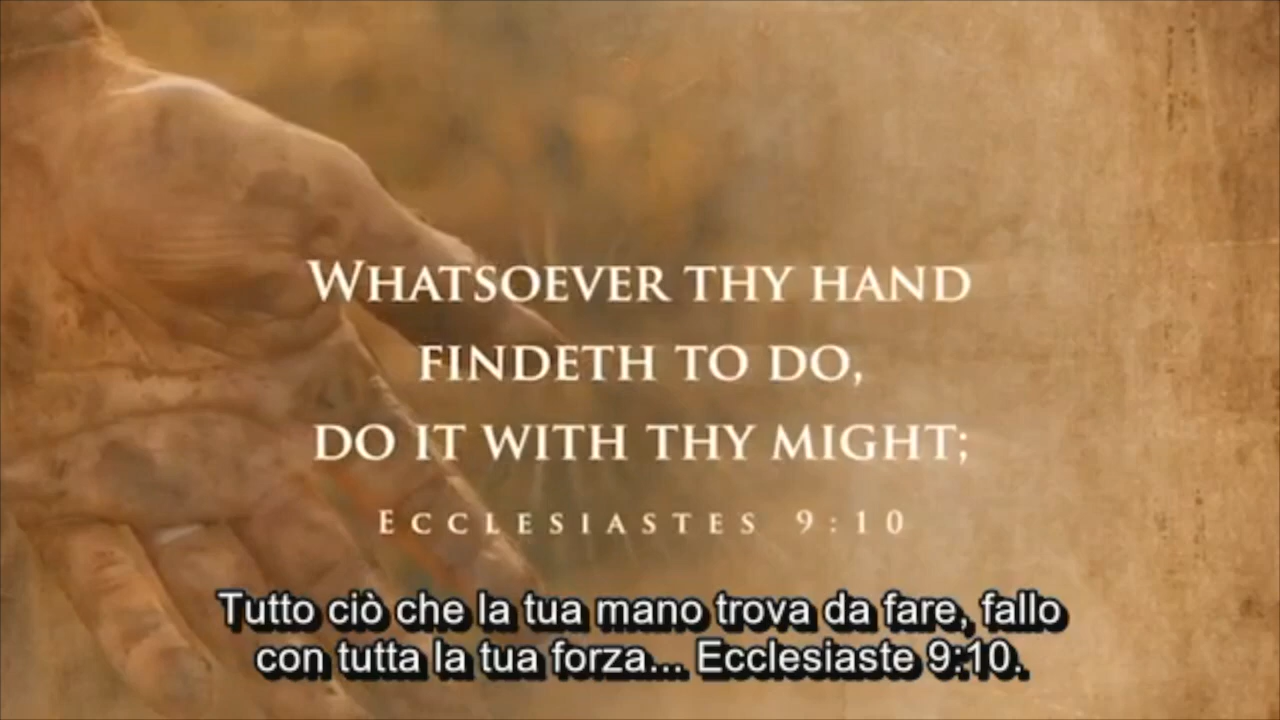 WHATSOEVER THY HAND
FINDETH TO DO,
DO IT WITH THY MIGHT;
ECCLESIASTES 9:10
Tutto ciò che la tua mano trova da fare, fallo
con tutta la tua forza... Ecclesiaste 9:10.